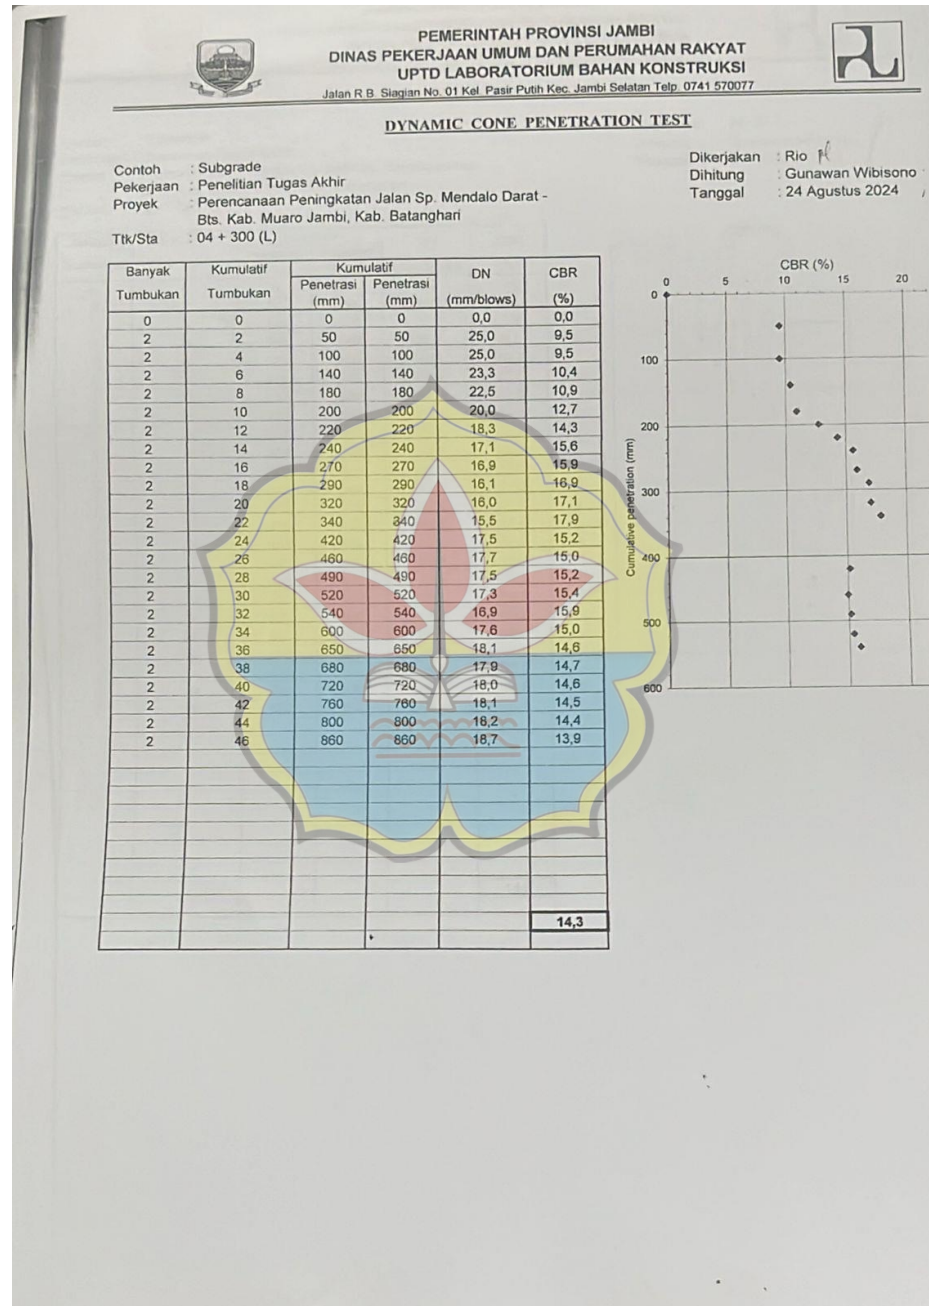 PEMERINTAH PROVINSI JAMBI
DINAS PEKERJAAN UMUM DAN PERUMAHAN RAKYAT
UPTD LABORATORIUM BAHAN KONSTRUKSI
Jalan R.B. Siagian No. 01 Kel. Pasir Putih Kec. Jambi Selatan Telp. 0741 570077
DYNAMIC CONE PENETRATION TEST
Contoh : Subgrade
Pekerjaan : Penelitian Tugas Akhir
Proyek : Perencanaan Peningkatan Jalan Sp. Mendalo Darat -
Bts. Kab. Muaro Jambi, Kab. Batanghari
Ttk/Sta : 04 + 300 (L)
Dikerjakan : Rio
Dihitung : Gunawan Wibisono
Tanggal : 24 Agustus 2024
Banyak Tumbukan Kumulatif Tumbukan Kumulatif DN CBR
Penetrasi (mm) Penetrasi (mm) (mm/blows) (%)
0 0 0 0 0,0 0,0
2 2 50 50 25,0 9,5
2 4 100 100 25,0 9,5
2 6 140 140 23,3 10,4
2 8 180 180 22,5 10,9
2 10 200 200 20,0 12,7
2 12 220 220 18,3 14,3
2 14 240 240 17,1 15,6
2 16 270 270 16,9 15,9
2 18 290 290 16,1 16,9
2 20 320 320 16,0 17,1
2 22 340 340 15,5 17,9
2 24 420 420 17,5 15,2
2 26 460 460 17,7 15,0
2 28 490 490 17,5 15,2
2 30 520 520 17,3 15,4
2 32 540 540 16,9 15,9
2 34 600 600 17,6 15,0
2 36 650 650 18,1 14,6
2 38 680 680 17,9 14,7
2 40 720 720 18,0 14,6
2 42 760 760 18,1 14,5
2 44 800 800 18,2 14,4
2 46 860 860 18,7 13,9
14,3
CBR (%)
0 5 10 15 20
Cumulative penetration (mm)
0
100
200
300
400
500
600